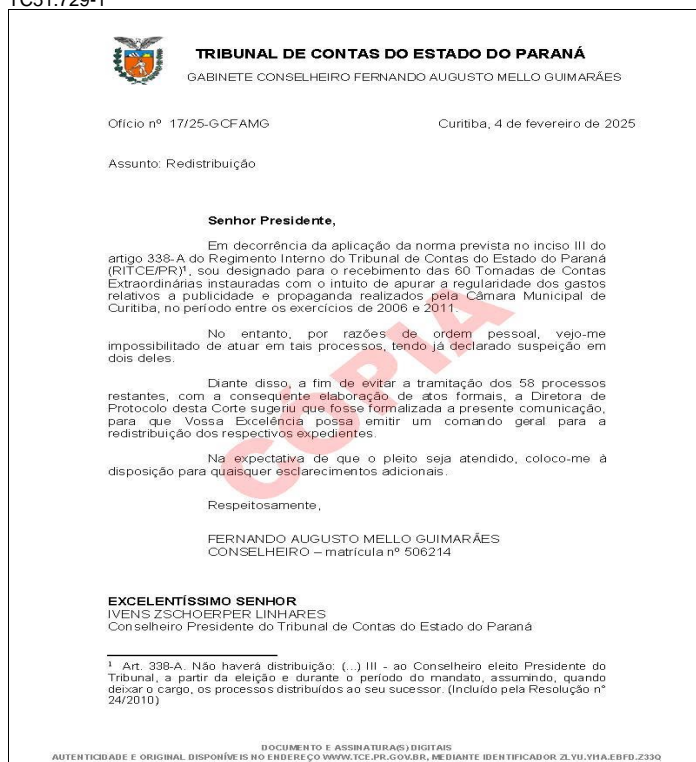 TC51.729-1
TRIBUNAL DE CONTAS DO ESTADO DO PARANÁ
GABINETE CONSELHEIRO FERNANDO AUGUSTO MELLO GUIMARÃES
Ofício nº 17/25-GCFAMG
Curitiba, 4 de fevereiro de 2025
Assunto: Redistribuição
Senhor Presidente,
Em decorrência da aplicação da norma prevista no inciso III do
artigo 338-A do Regimento Interno do Tribunal de Contas do Estado do Paraná
(RITCE/PR)¹, sou designado para o recebimento das 60 Tomadas de Contas
Extraordinárias instauradas com o intuito de apurar a regularidade dos gastos
relativos a publicidade e propaganda realizados pela Câmara Municipal de
Curitiba, no período entre os exercícios de 2006 e 2011.
No entanto, por razões de ordem pessoal, vejo-me
impossibilitado de atuar em tais processos, tendo já declarado suspeição em
dois deles.
Diante disso, a fim de evitar a tramitação dos 58 processos
restantes, com a consequente elaboração de atos formais, a Diretora de
Protocolo desta Corte sugeriu que fosse formalizada a presente comunicação,
para que Vossa Excelência possa emitir um comando geral para a
redistribuição dos respectivos expedientes.
Na expectativa de que o pleito seja atendido, coloco-me à
disposição para quaisquer esclarecimentos adicionais.
CÓPIA
Respeitosamente,
FERNANDO AUGUSTO MELLO GUIMARÃES
CONSELHEIRO – matrícula nº 506214
EXCELENTÍSSIMO SENHOR
IVENS ZSCHOERPER LINHARES
Conselheiro Presidente do Tribunal de Contas do Estado do Paraná
¹ Art. 338-A. Não haverá distribuição: (...) III - ao Conselheiro eleito Presidente do
Tribunal, a partir da eleição e durante o período do mandato, assumindo, quando
deixar o cargo, os processos distribuídos ao seu sucessor. (Incluído pela Resolução nº
24/2010)
DOCUMENTO E ASSINATURA(S) DIGITAIS
AUTENTICIDADE E ORIGINAL DISPONÍVEIS NO ENDEREÇO WWW.TCE.PR.GOV.BR, MEDIANTE IDENTIFICADOR ZLYU.YMIA.EBFD.Z33Q